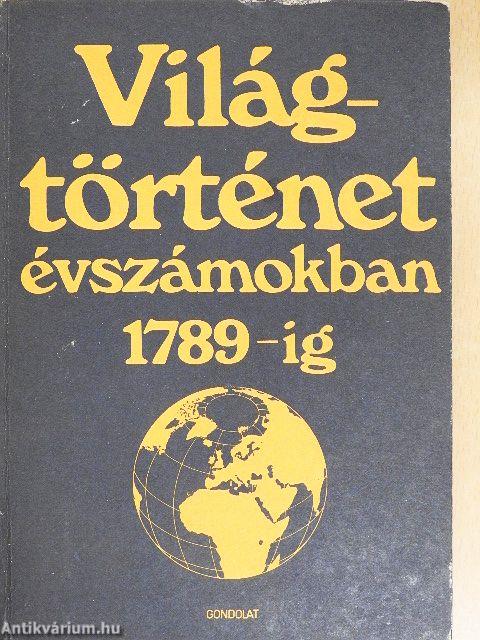 Világ-
történet
évszámokban
1789-ig
GONDOLAT
Antikvárium.hu